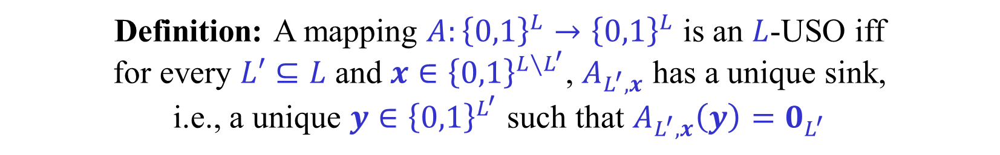 Definition: A mapping A: {0,1}^L → {0,1}^L is an L-USO iff
for every L′ ⊆ L and x ∈ {0,1}^{L\L′}, A_{L′,x} has a unique sink,
i.e., a unique y ∈ {0,1}^{L′} such that A_{L′,x}(y) = 0_{L′}